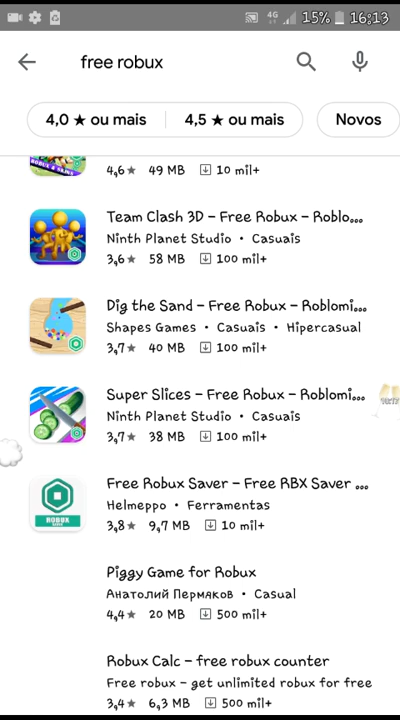 4G 15% 16:13
free robux
4,0 ★ ou mais 4,5 ★ ou mais Novos
4,6★ 49 MB 10 mil+
Team Clash 3D – Free Robux – Roblo...
Ninth Planet Studio • Casuais
3,6★ 58 MB 100 mil+
Dig the Sand – Free Robux – Roblomi...
Shapes Games • Casuais • Hipercasual
3,7★ 40 MB 100 mil+
Super Slices – Free Robux – Roblomi...
Ninth Planet Studio • Casuais
3,7★ 38 MB 100 mil+
Free Robux Saver – Free RBX Saver ...
Helmeppo • Ferramentas
ROBUX
3,8★ 9,7 MB 10 mil+
Piggy Game for Robux
Анатолий Пермяков • Casual
4,4★ 20 MB 500 mil+
Robux Calc – free robux counter
Free robux – get unlimited robux for free
3,4★ 6,3 MB 500 mil+